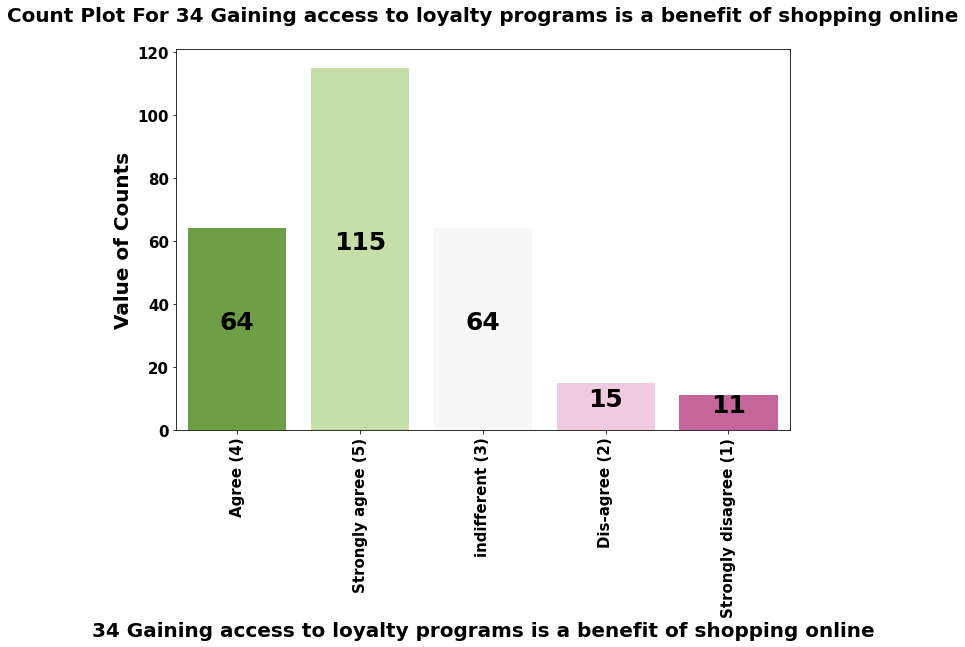 Count Plot For 34 Gaining access to loyalty programs is a benefit of shopping online
120
100
80
60
40
20
0
Value of Counts
64
115
64
15
11
Agree (4)
Strongly agree (5)
indifferent (3)
Dis-agree (2)
Strongly disagree (1)
34 Gaining access to loyalty programs is a benefit of shopping online